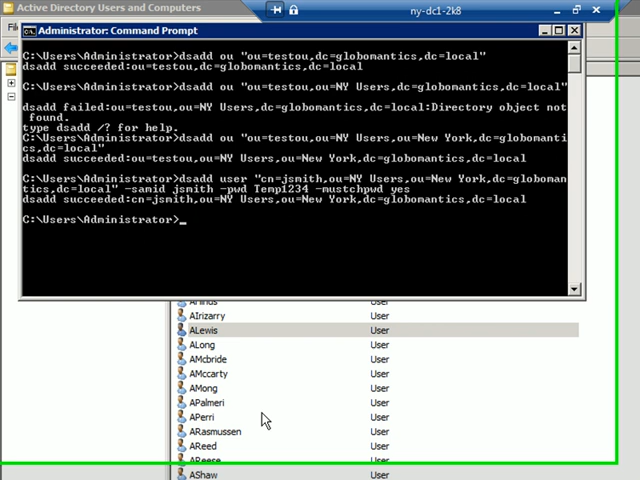 Active Directory Users and Computers
ny-dc1-2k8
Administrator: Command Prompt
C:\Users\Administrator>dsadd ou "ou=testou,dc=globomantics,dc=local"
dsadd succeeded:ou=testou,dc=globomantics,dc=local
C:\Users\Administrator>dsadd ou "ou=testou,ou=NY Users,dc=globomantics,dc=local"
dsadd failed:ou=testou,ou=NY Users,dc=globomantics,dc=local:Directory object not
 found.
type dsadd /? for help.
C:\Users\Administrator>dsadd ou "ou=testou,ou=NY Users,ou=New York,dc=globomanti
cs,dc=local"
dsadd succeeded:ou=testou,ou=NY Users,ou=New York,dc=globomantics,dc=local
C:\Users\Administrator>dsadd user "cn=jsmith,ou=NY Users,ou=New York,dc=globoman
tics,dc=local" -samid jsmith -pwd Temp1234 -mustchpwd yes
dsadd succeeded:cn=jsmith,ou=NY Users,ou=New York,dc=globomantics,dc=local
C:\Users\Administrator>_
User
AIrizarry User
ALewis User
ALong User
AMcbride User
AMccarty User
AMong User
APalmeri User
APerri User
ARasmussen User
AReed User
AReese User
AShaw User